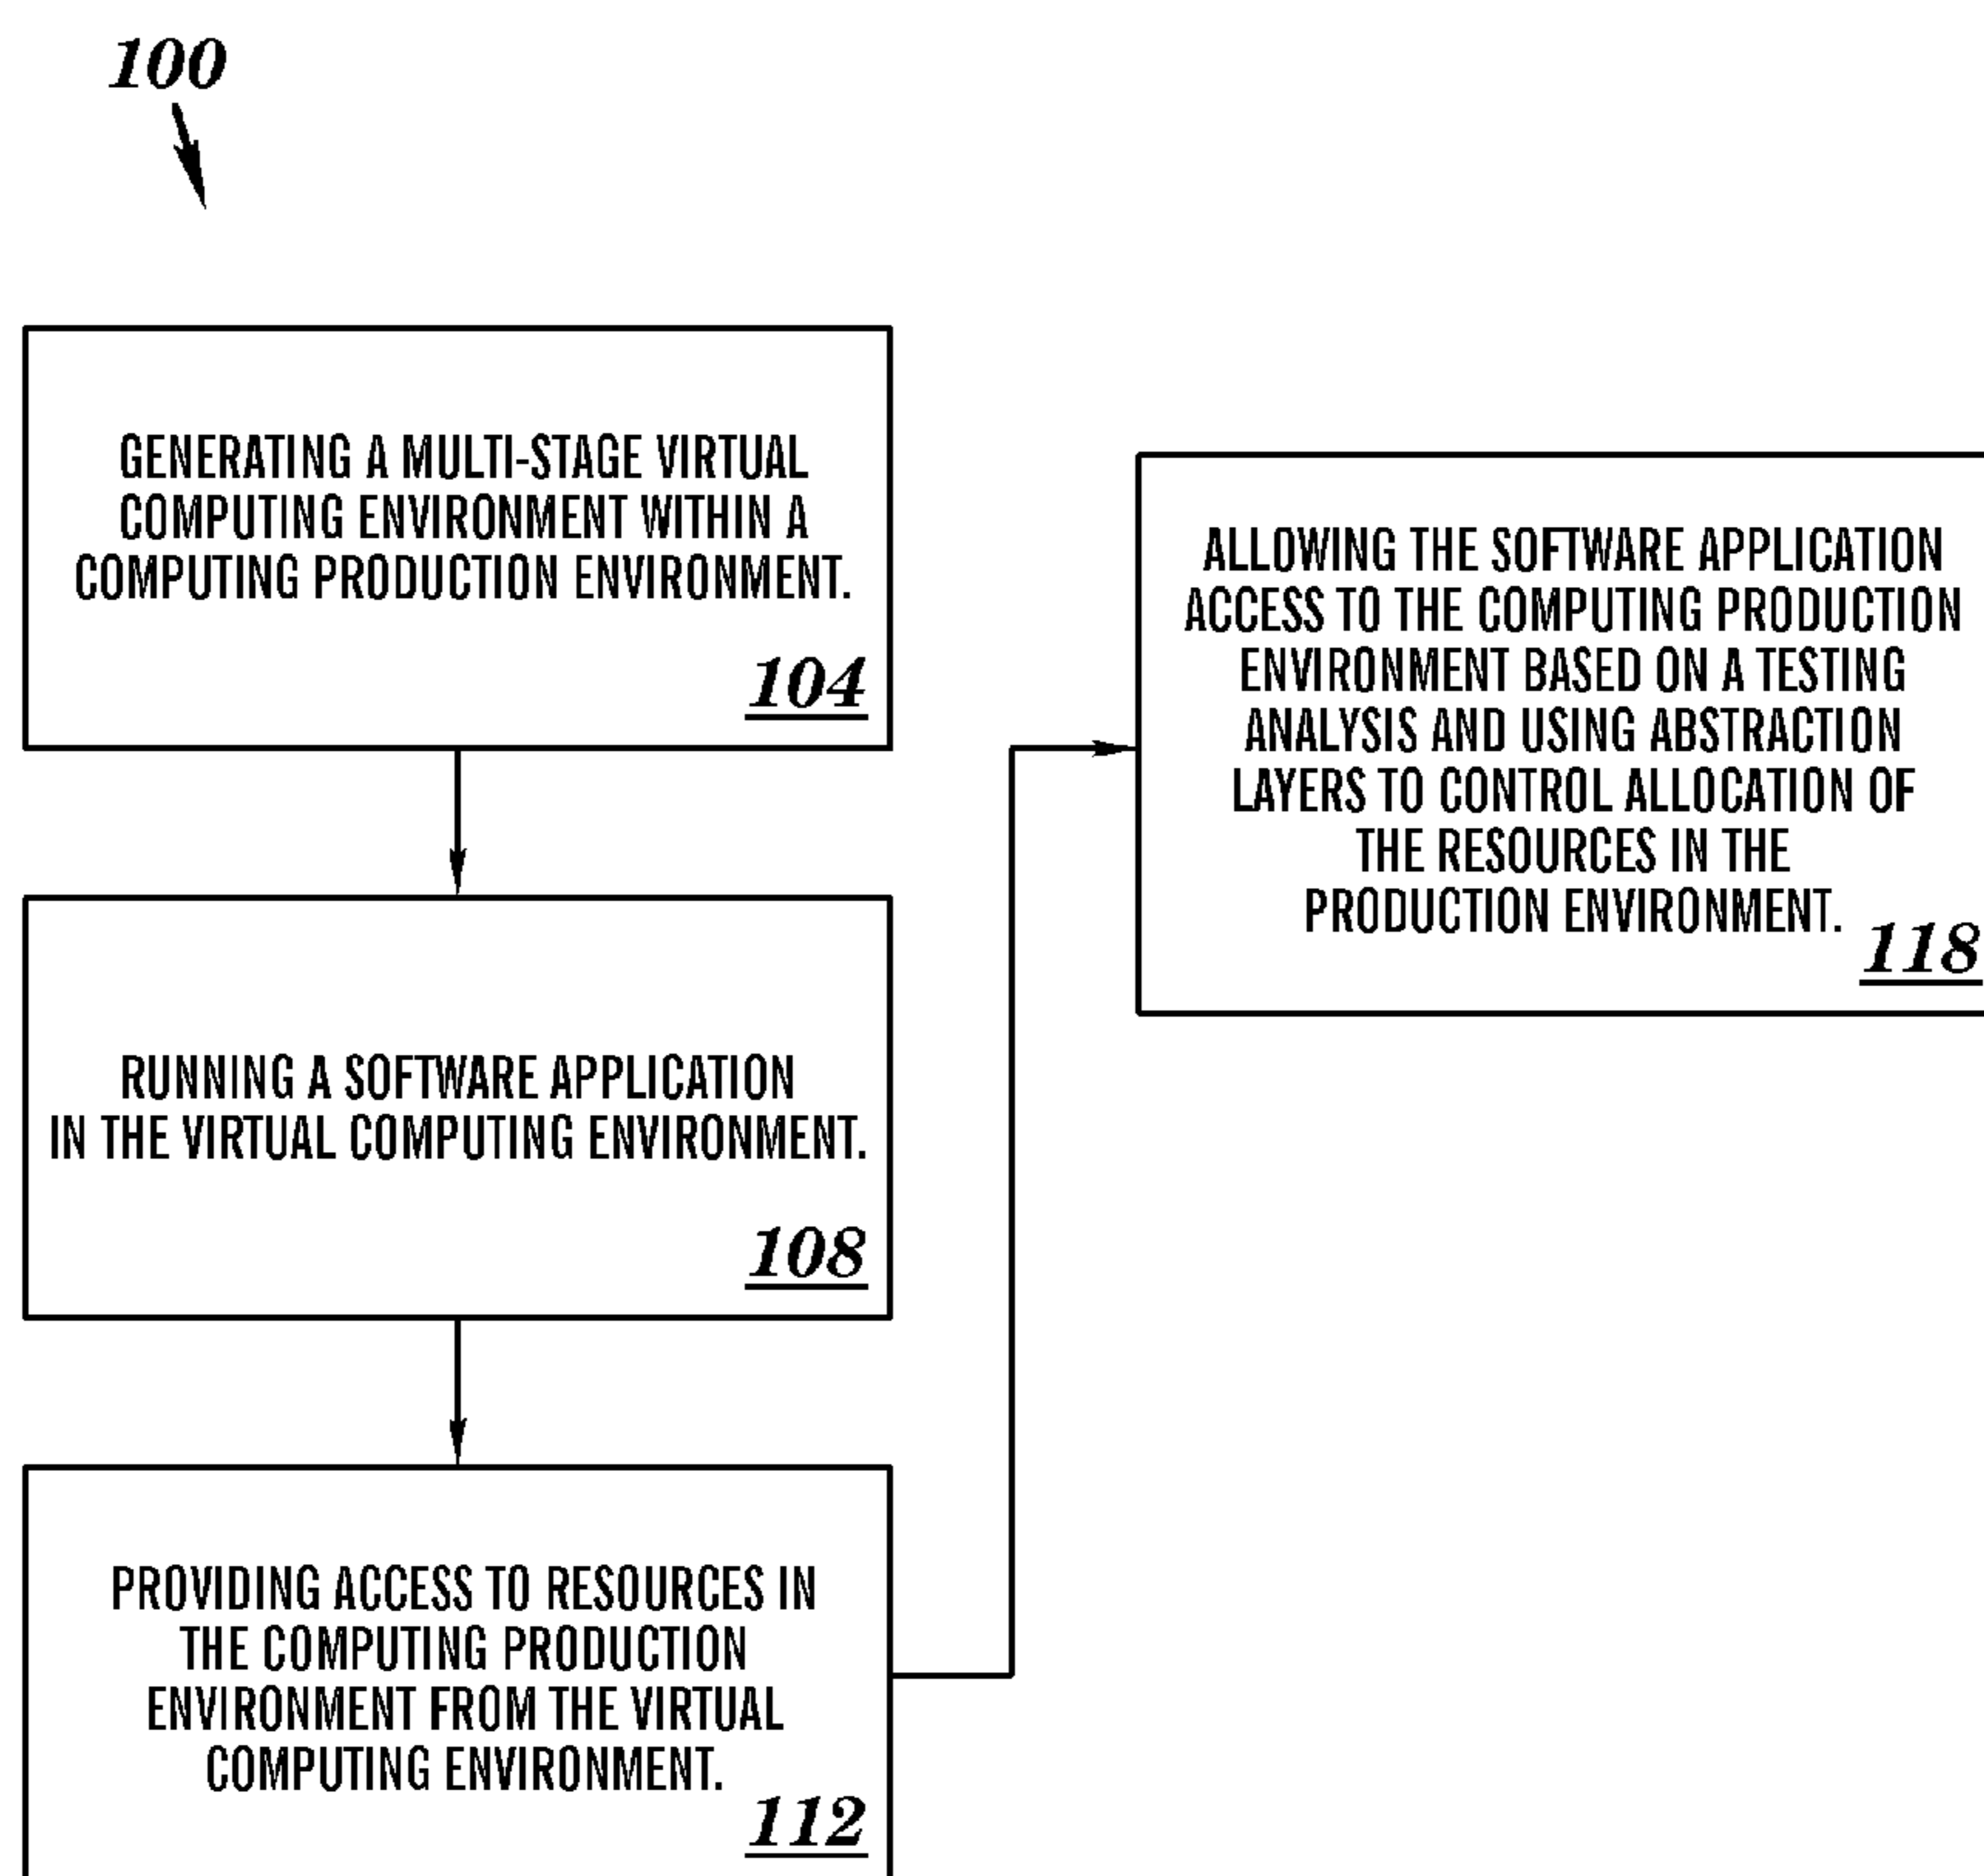 100
GENERATING A MULTI-STAGE VIRTUAL
COMPUTING ENVIRONMENT WITHIN A
COMPUTING PRODUCTION ENVIRONMENT.
104
RUNNING A SOFTWARE APPLICATION
IN THE VIRTUAL COMPUTING ENVIRONMENT.
108
PROVIDING ACCESS TO RESOURCES IN
THE COMPUTING PRODUCTION
ENVIRONMENT FROM THE VIRTUAL
COMPUTING ENVIRONMENT.
112
ALLOWING THE SOFTWARE APPLICATION
ACCESS TO THE COMPUTING PRODUCTION
ENVIRONMENT BASED ON A TESTING
ANALYSIS AND USING ABSTRACTION
LAYERS TO CONTROL ALLOCATION OF
THE RESOURCES IN THE
PRODUCTION ENVIRONMENT.
118